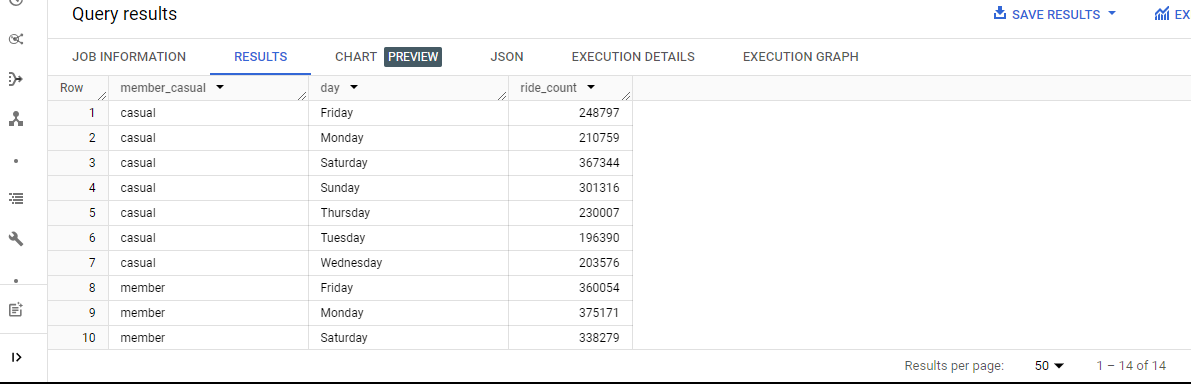 Query results
SAVE RESULTS
EX
JOB INFORMATION RESULTS CHART PREVIEW JSON EXECUTION DETAILS EXECUTION GRAPH
Row member_casual day ride_count
1 casual Friday 248797
2 casual Monday 210759
3 casual Saturday 367344
4 casual Sunday 301316
5 casual Thursday 230007
6 casual Tuesday 196390
7 casual Wednesday 203576
8 member Friday 360054
9 member Monday 375171
10 member Saturday 338279
Results per page: 50 1 – 14 of 14